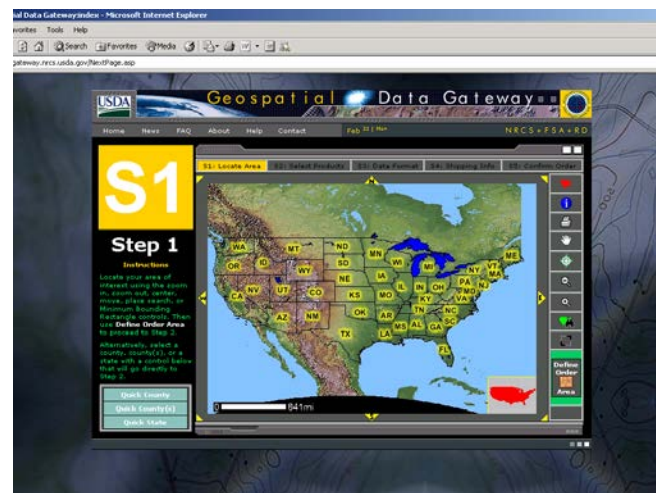 ial Data Gateway:index - Microsoft Internet Explorer
avorites Tools Help
Search Favorites Media
gateway.nrcs.usda.gov/NextPage.asp
USDA Geospatial Data Gateway
Home News FAQ About Help Contact Feb Mon NRCS+FSA+RD
S1: Locate Area S2: Select Products S3: Data Format S4: Shipping Info S5: Confirm Order
S1
Step 1
Instructions
Locate your area of
interest using the zoom
in, zoom out, center,
move, place search, or
Minimum Bounding
Rectangle controls. Then
use Define Order Area
to proceed to Step 2.
Alternatively, select a
county, county(s), or a
state with a control below
that will go directly to
Step 2.
Quick County
Quick County(s)
Quick State
WA MT ND MN ME
OR ID WY SD WI MI NY VT
MA
CA NV UT CO NE IA IL IN OH PA NJ
KS MO KY VA MD
AZ NM OK AR TN NC
SC
TX LA MS AL GA
FL
0 641mi
Define
Order
Area